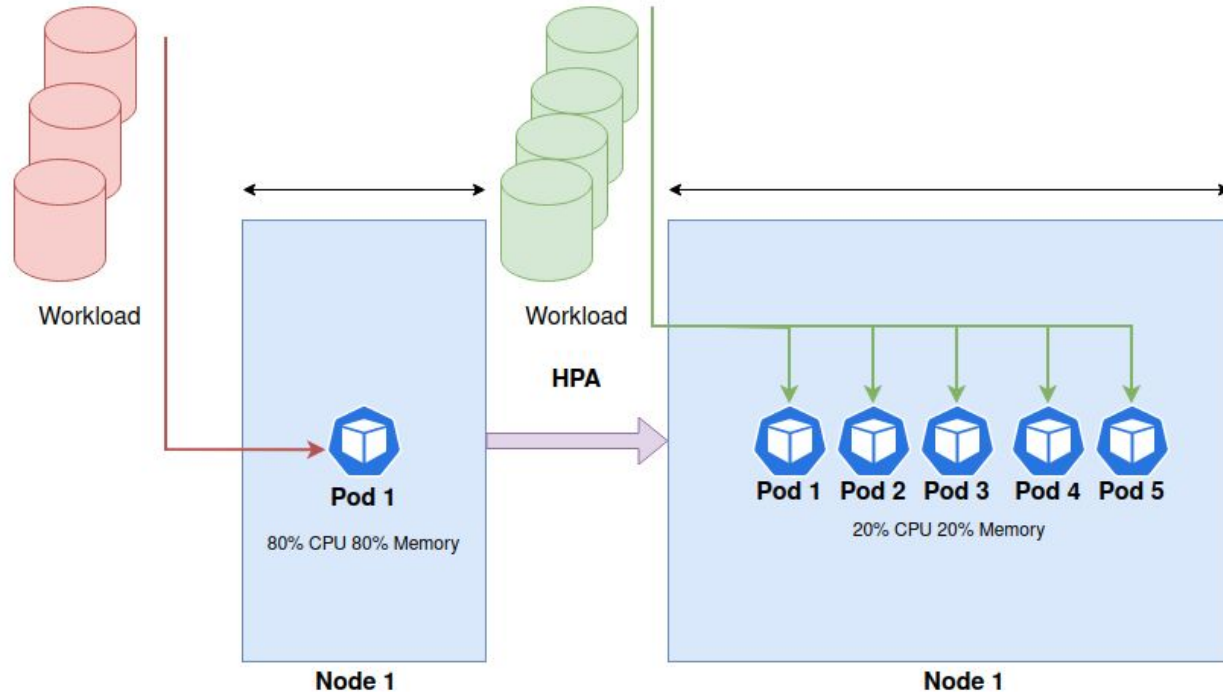 Workload
Workload
HPA
Pod 1
80% CPU 80% Memory
Node 1
Pod 1 Pod 2 Pod 3 Pod 4 Pod 5
20% CPU 20% Memory
Node 1